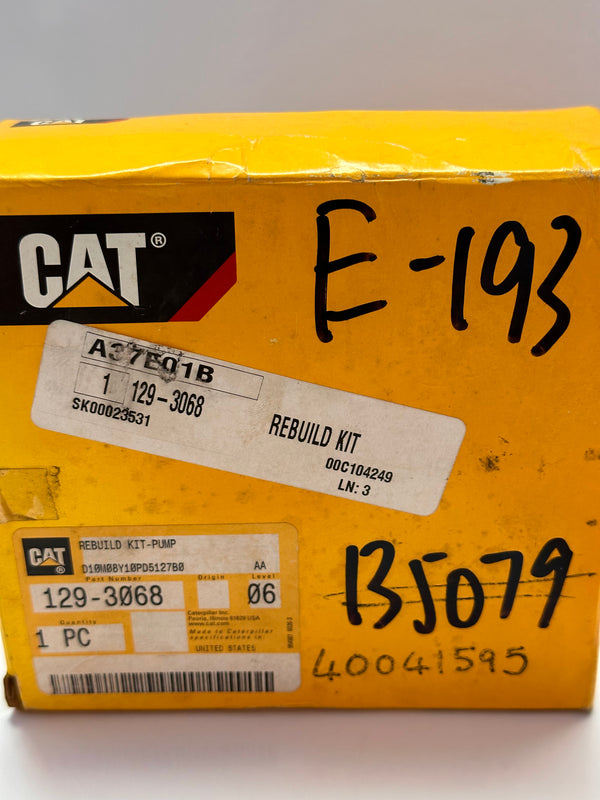 CAT®
E-193
A37E01B
1 129-3068
SK00023531
REBUILD KIT
00C104249
LN: 3
CAT®
REBUILD KIT-PUMP
D10M08Y10PD5127B0 AA
Part Number Origin Level
129-3068 06
Quantity
1 PC
Caterpillar Inc.
Peoria, Illinois 61629 USA
www.cat.com
Made to Caterpillar
specifications in:
UNITED STATES
B5079
40041595